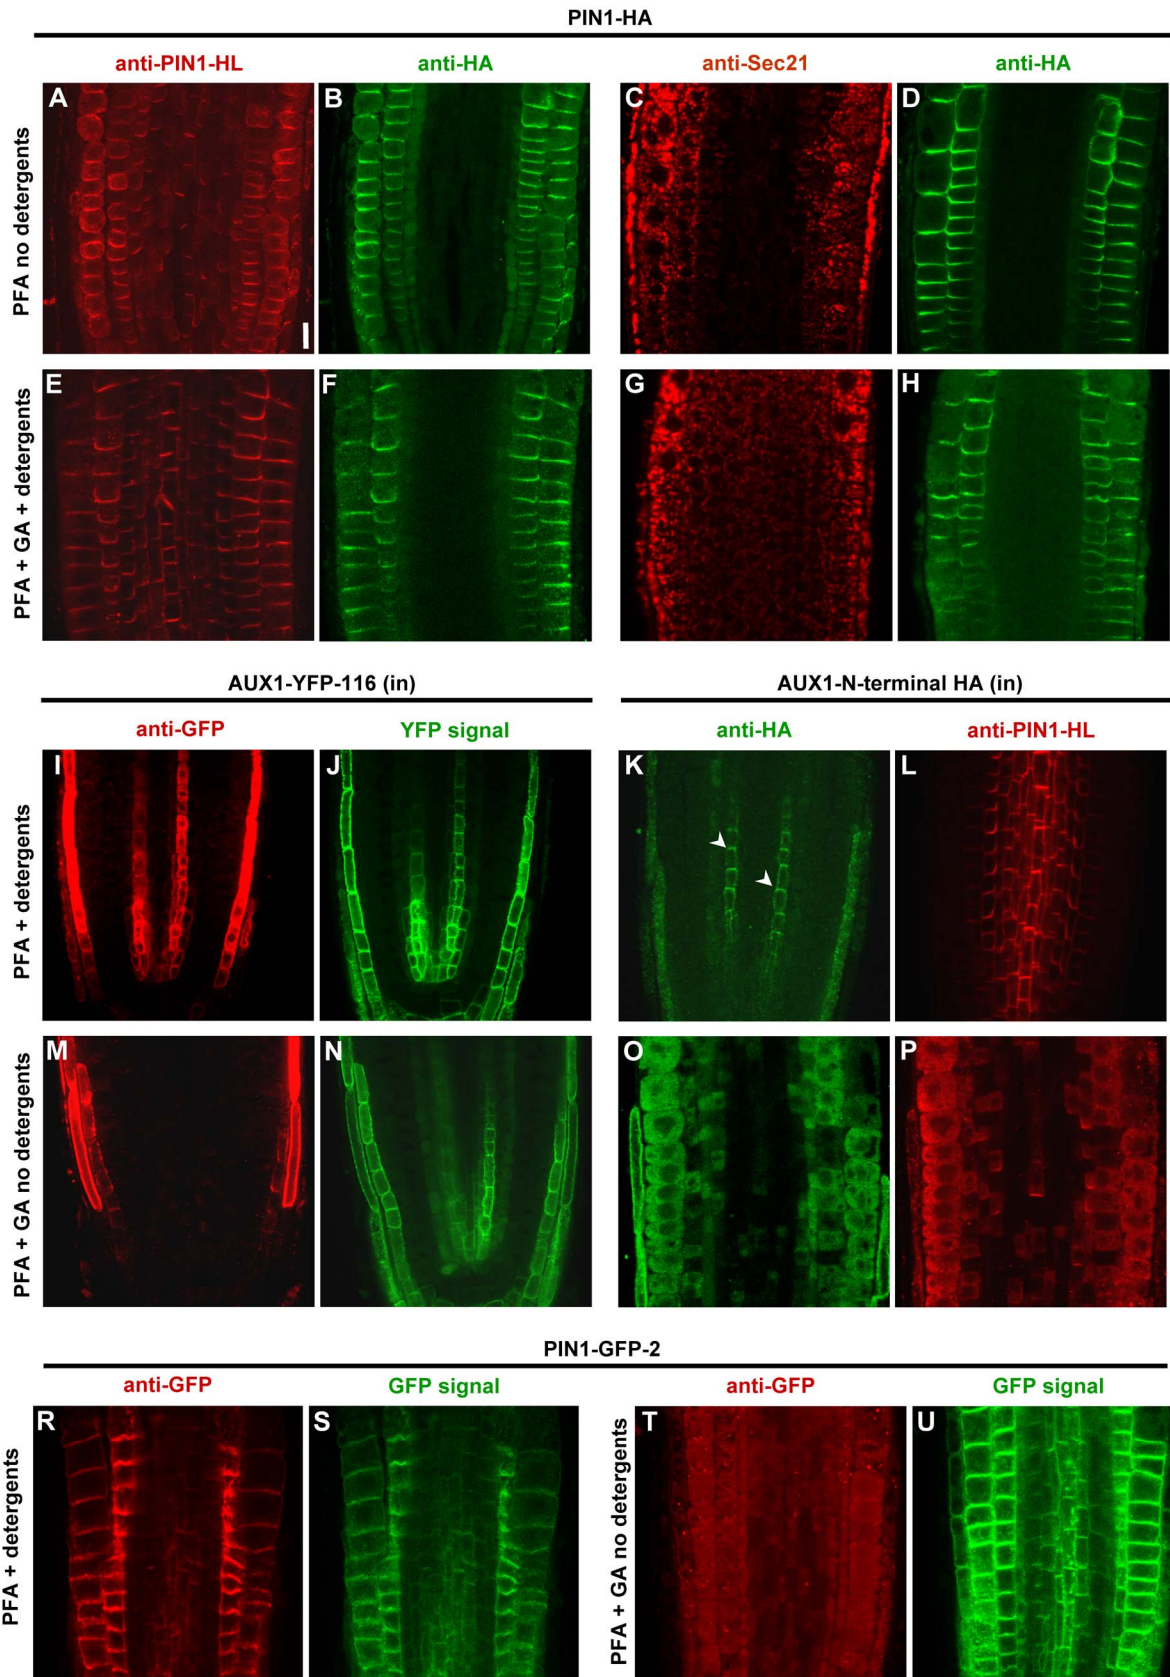 PIN1-HA
anti-PIN1-HL anti-HA anti-Sec21 anti-HA
PFA no detergents
A B C D
PFA + GA + detergents
E F G H
AUX1-YFP-116 (in) AUX1-N-terminal HA (in)
anti-GFP YFP signal anti-HA anti-PIN1-HL
PFA + detergents
I J K L
PFA + GA no detergents
M N O P
PIN1-GFP-2
anti-GFP GFP signal anti-GFP GFP signal
PFA + detergents
R S
PFA + GA no detergents
T U